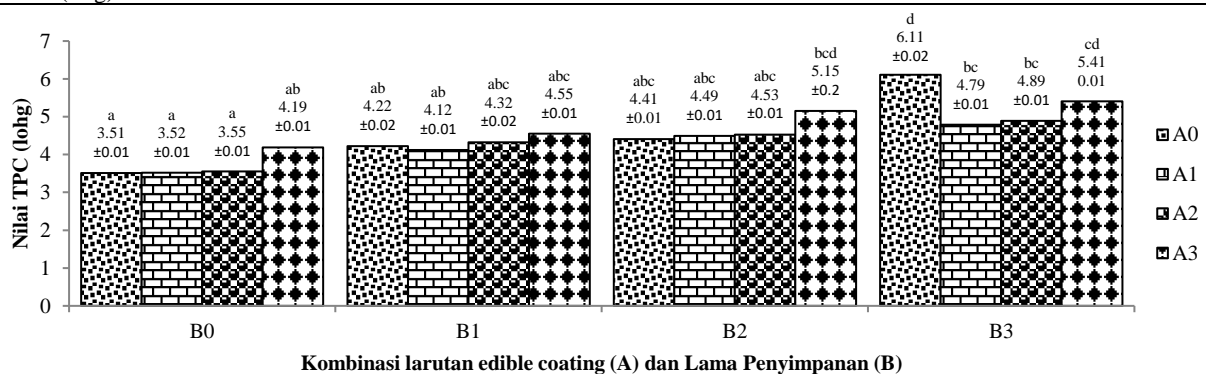 7
6
5
4
3
2
1
0
Nilai TPC (lohg)
a
3.51
±0.01
a
3.52
±0.01
a
3.55
±0.01
ab
4.19
±0.01
ab
4.22
±0.02
ab
4.12
±0.01
abc
4.32
±0.02
abc
4.55
±0.01
abc
4.41
±0.01
abc
4.49
±0.01
abc
4.53
±0.01
bcd
5.15
±0.2
d
6.11
±0.02
bc
4.79
±0.01
bc
4.89
±0.01
cd
5.41
0.01
A0
A1
A2
A3
B0 B1 B2 B3
Kombinasi larutan edible coating (A) dan Lama Penyimpanan (B)